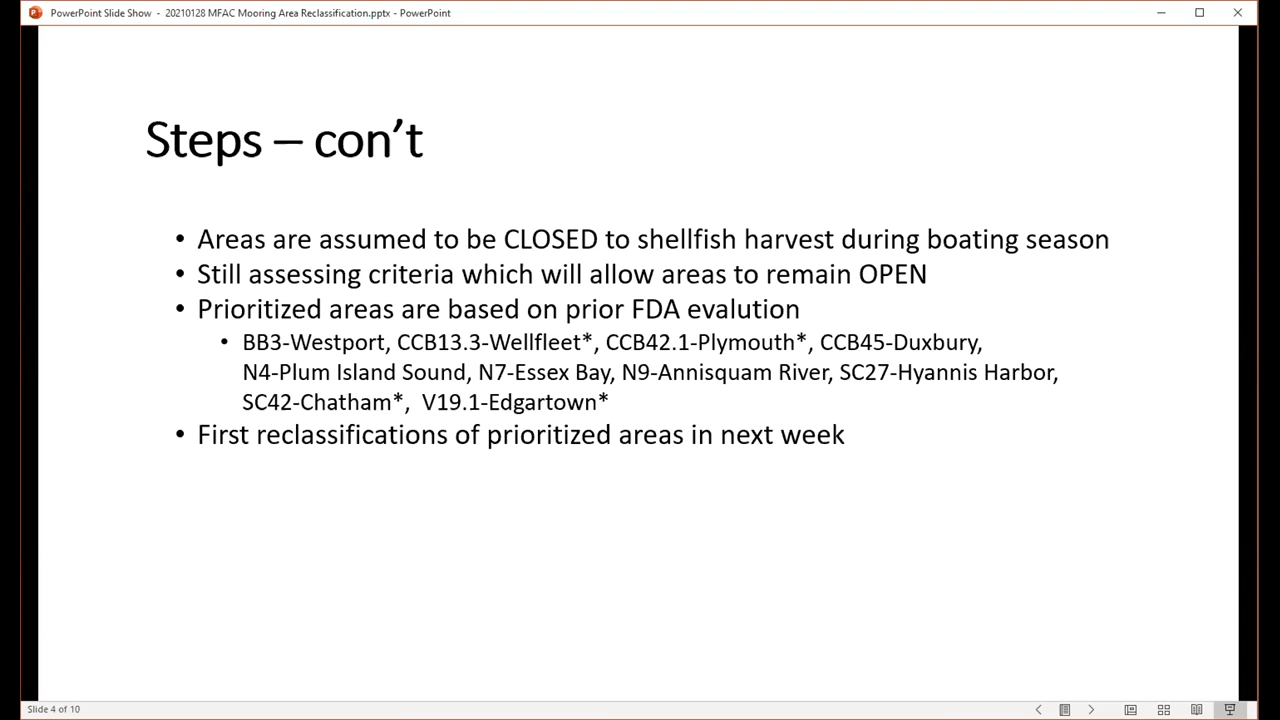 PowerPoint Slide Show - 20210128 MFAC Mooring Area Reclassification.pptx - PowerPoint
Steps – con't
• Areas are assumed to be CLOSED to shellfish harvest during boating season
• Still assessing criteria which will allow areas to remain OPEN
• Prioritized areas are based on prior FDA evalution
• BB3-Westport, CCB13.3-Wellfleet*, CCB42.1-Plymouth*, CCB45-Duxbury,
N4-Plum Island Sound, N7-Essex Bay, N9-Annisquam River, SC27-Hyannis Harbor,
SC42-Chatham*, V19.1-Edgartown*
• First reclassifications of prioritized areas in next week
Slide 4 of 10